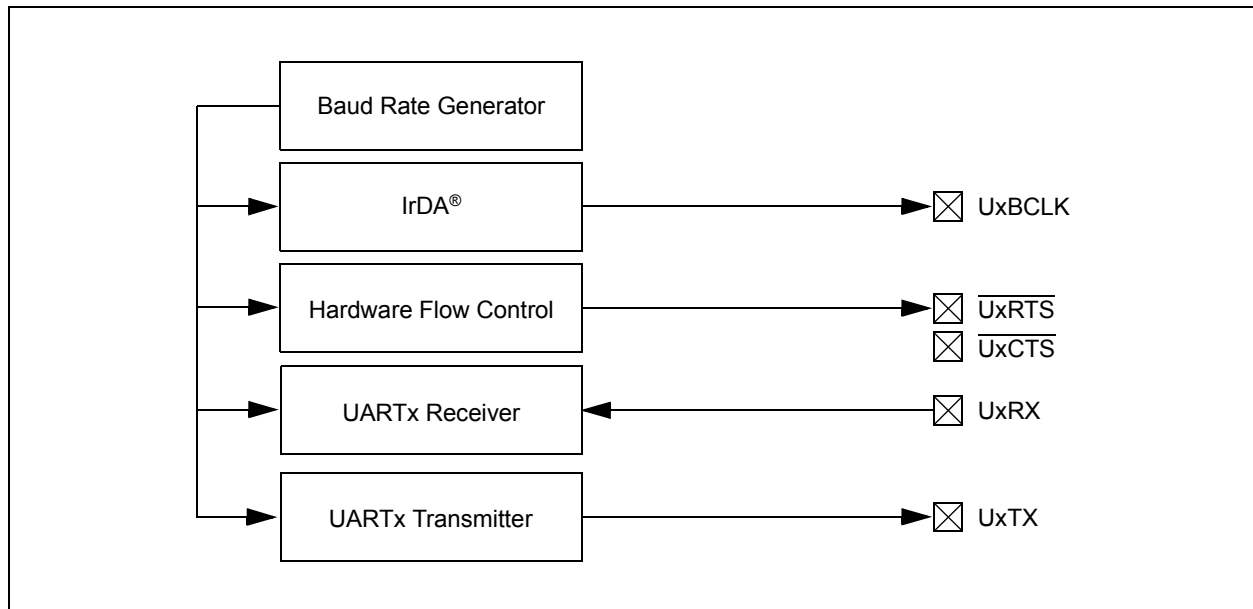 Baud Rate Generator
IrDA®
UxBCLK
Hardware Flow Control
UxRTS
UxCTS
UARTx Receiver
UxRX
UARTx Transmitter
UxTX